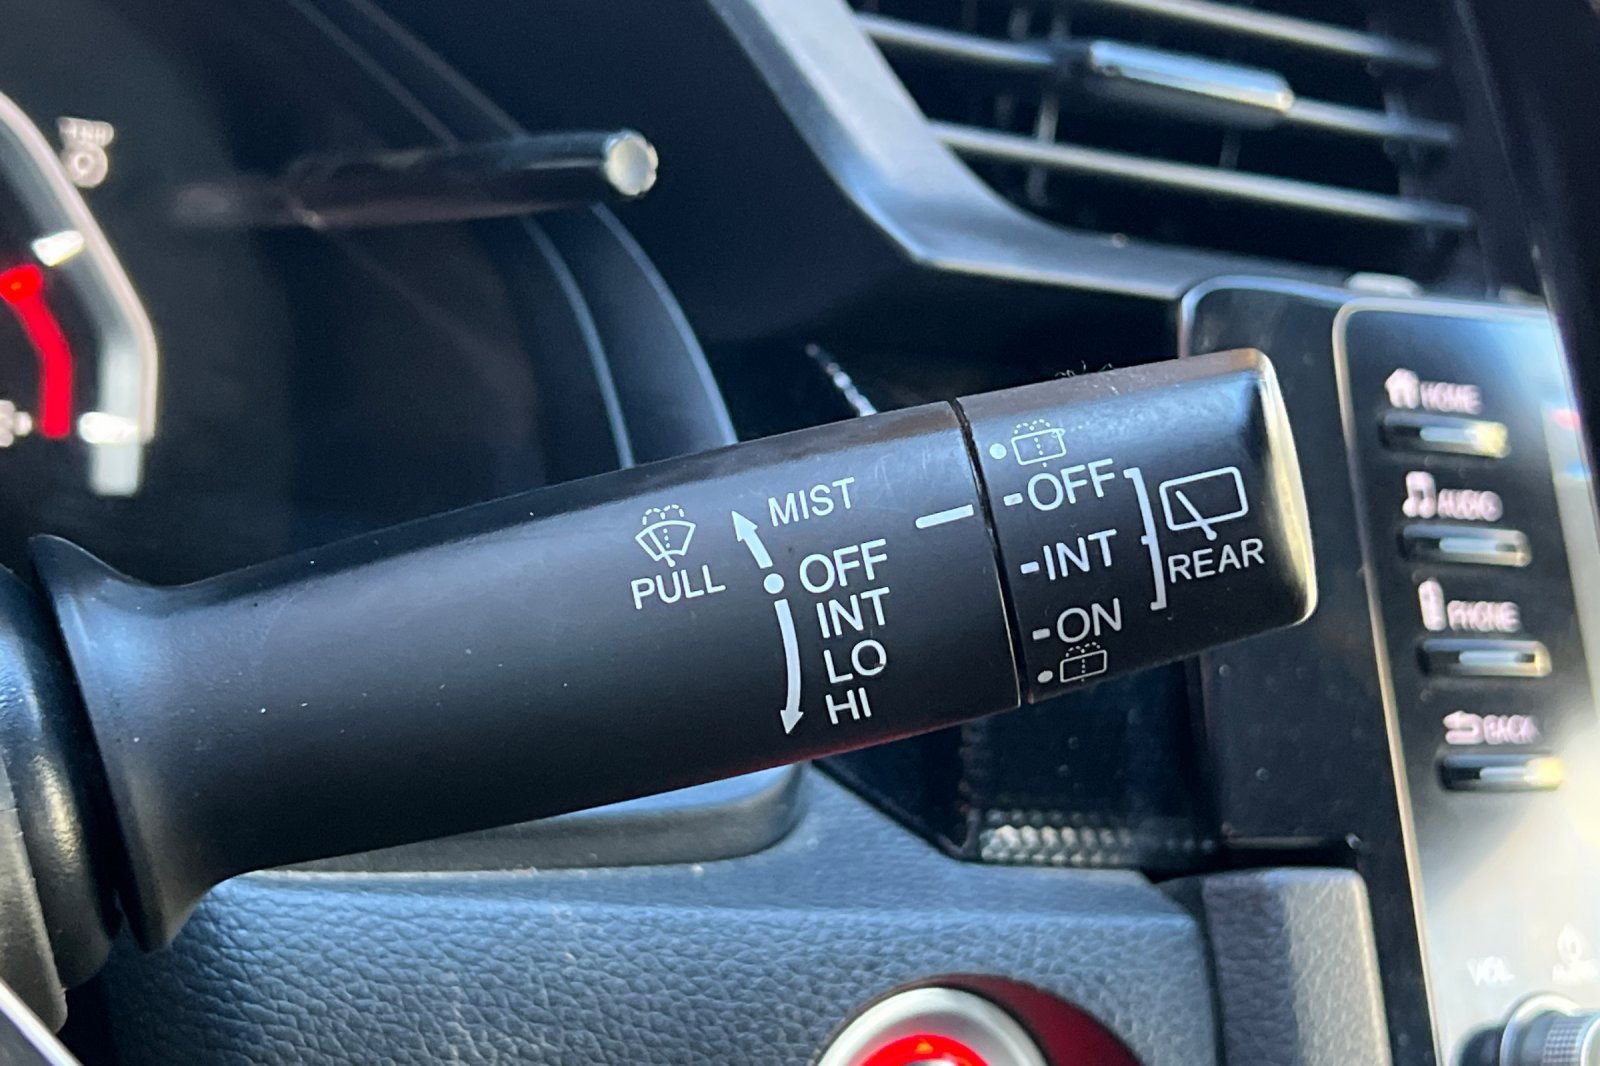 MIST
PULL
OFF
INT
LO
HI
OFF
INT
ON
REAR
HOME
AUDIO
PHONE
BACK
VOL